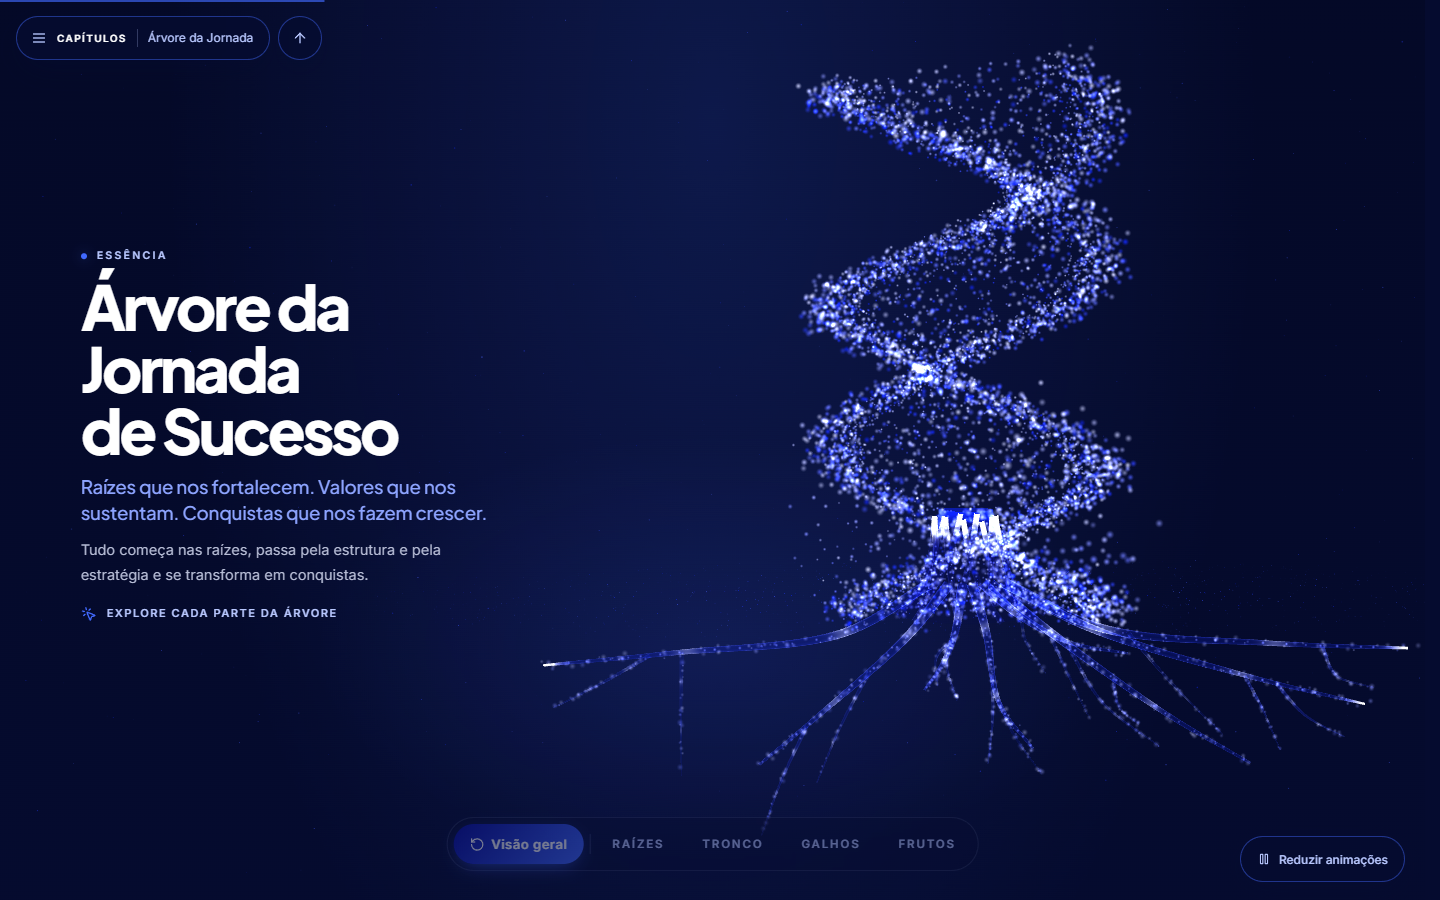 CAPÍTULOS Árvore da Jornada
ESSÊNCIA
Árvore da
Jornada
de Sucesso
Raízes que nos fortalecem. Valores que nos
sustentam. Conquistas que nos fazem crescer.
Tudo começa nas raízes, passa pela estrutura e pela
estratégia e se transforma em conquistas.
EXPLORE CADA PARTE DA ÁRVORE
Visão geral RAÍZES TRONCO GALHOS FRUTOS
Reduzir animações